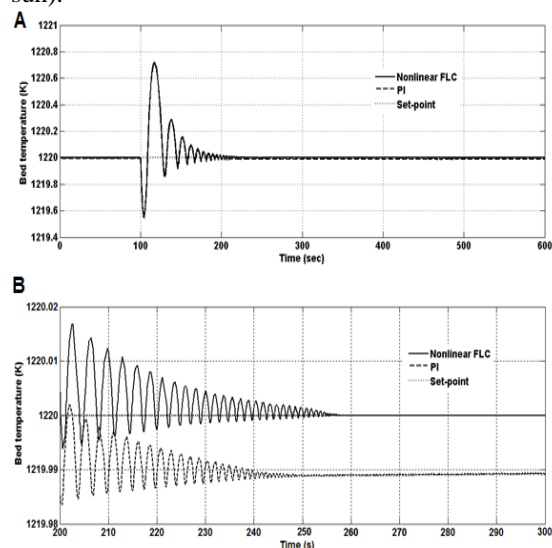 A
1221
1220.8
1220.6
1220.4
1220.2
1220
1219.8
1219.6
1219.4
Bed temperature (K)
Nonlinear FLC
PI
Set-point
0 100 200 300 400 500 600
Time (sec)
B
1220.02
1220.01
1220
1219.99
1219.98
Bed temperature (K)
Nonlinear FLC
PI
Set-point
200 210 220 230 240 250 260 270 280 290 300
Time (s)